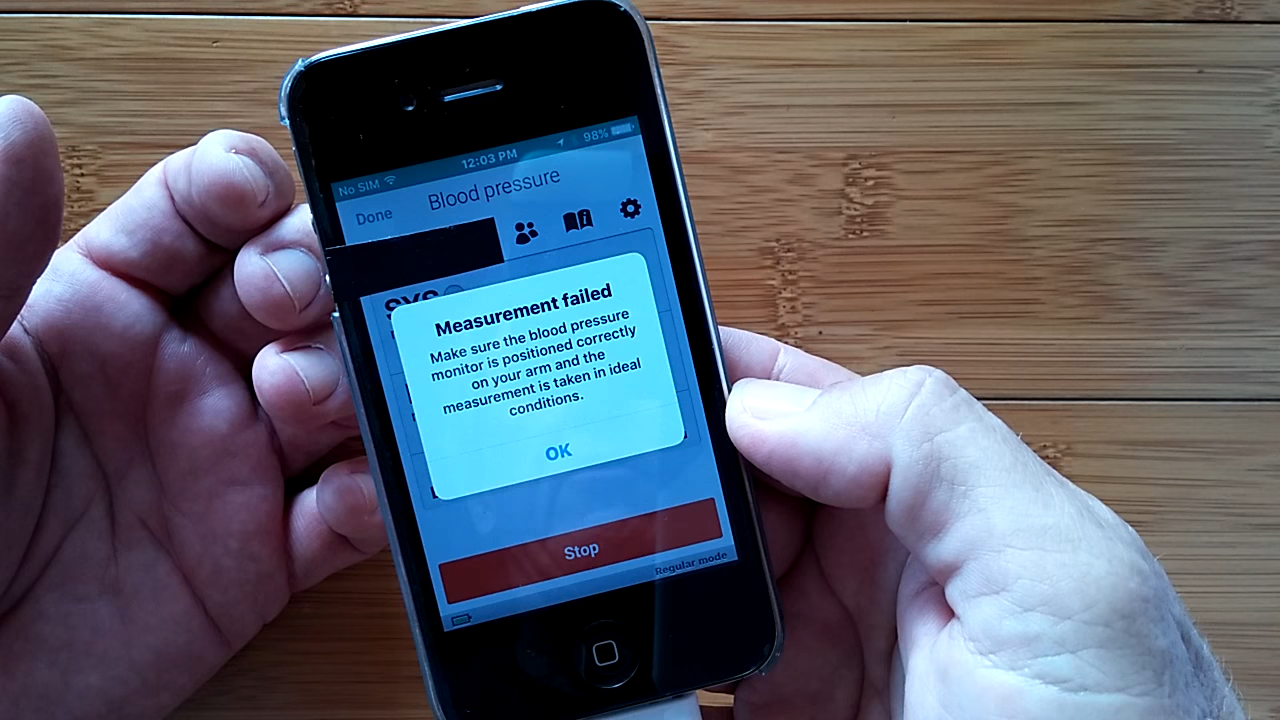 No SIM 12:03 PM 98%
Done Blood pressure
SYS
Measurement failed
Make sure the blood pressure
monitor is positioned correctly
on your arm and the
measurement is taken in ideal
conditions.
OK
Stop
Regular mode